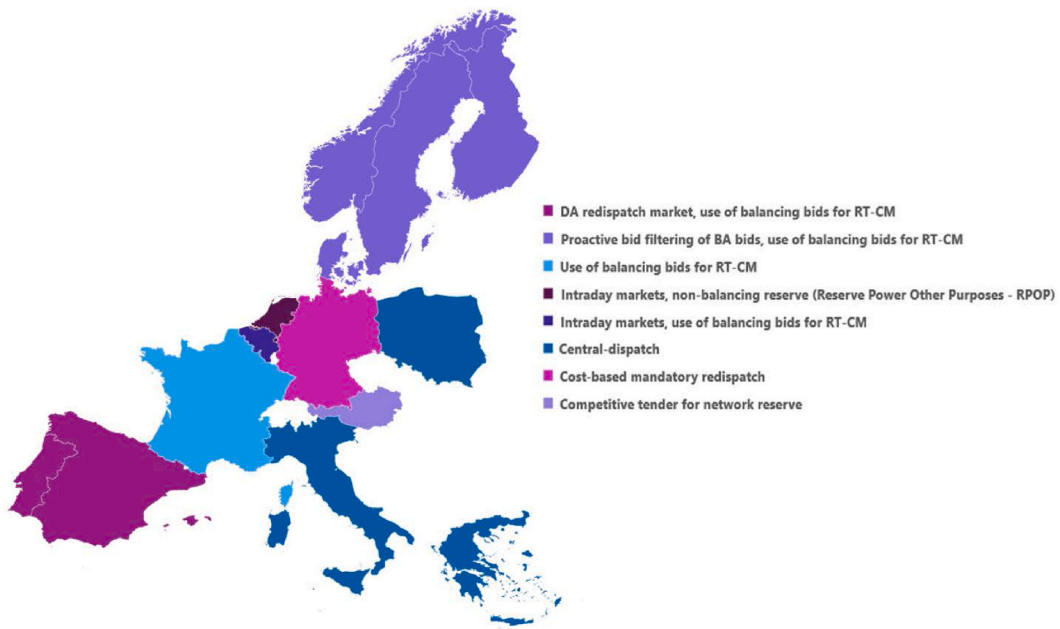 DA redispatch market, use of balancing bids for RT-CM
Proactive bid filtering of BA bids, use of balancing bids for RT-CM
Use of balancing bids for RT-CM
Intraday markets, non-balancing reserve (Reserve Power Other Purposes - RPOP)
Intraday markets, use of balancing bids for RT-CM
Central-dispatch
Cost-based mandatory redispatch
Competitive tender for network reserve